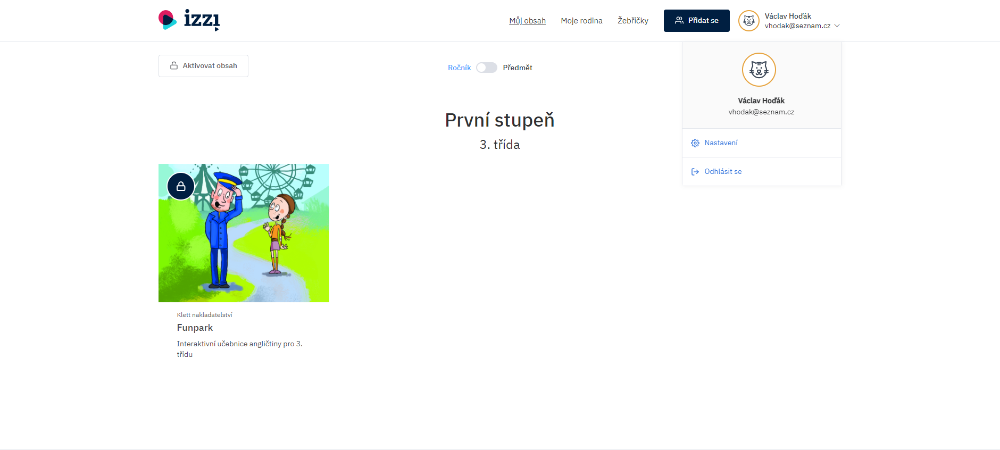 izzi
Můj obsah
Moje rodina
Žebříčky
Přidat se
Václav Hoďák
vhodak@seznam.cz
Aktivovat obsah
Ročník
Předmět
Václav Hoďák
vhodak@seznam.cz
Nastavení
Odhlásit se
První stupeň
3. třída
Klett nakladatelství
Funpark
Interaktivní učebnice angličtiny pro 3.
třídu